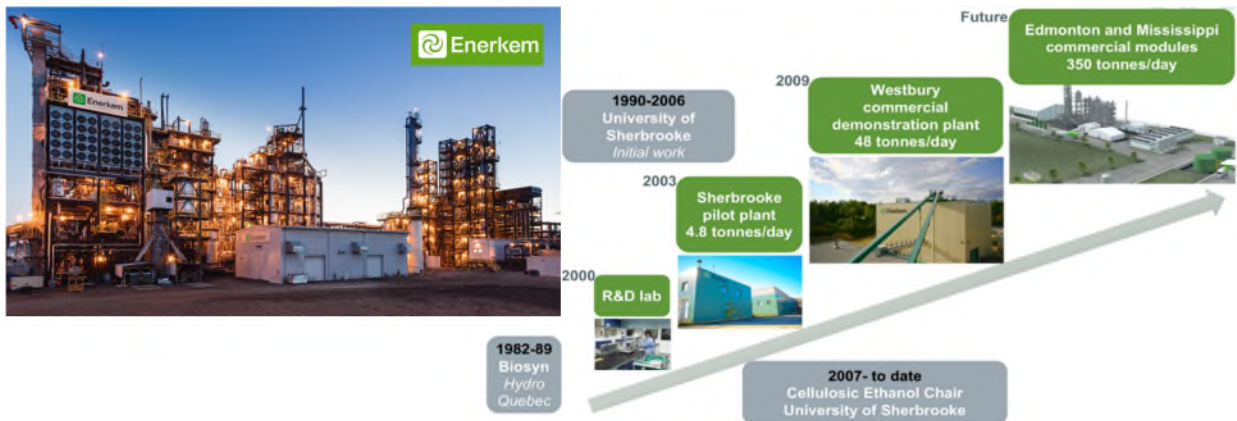 Enerkem
Enerkem
Enerkem
1982-89
Biosyn
Hydro
Quebec
1990-2006
University of
Sherbrooke
Initial work
2000
R&D lab
2003
Sherbrooke
pilot plant
4.8 tonnes/day
2007- to date
Cellulosic Ethanol Chair
University of Sherbrooke
2009
Westbury
commercial
demonstration plant
48 tonnes/day
Future
Edmonton and Mississippi
commercial modules
350 tonnes/day